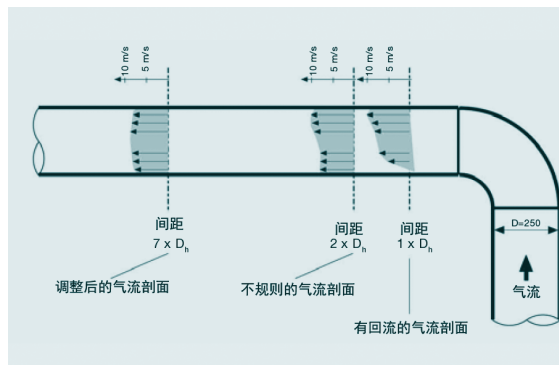 10 m/s
5 m/s
10 m/s
5 m/s
10 m/s
5 m/s
间距
7 x Dh
间距
2 x Dh
间距
1 x Dh
D=250
气流
调整后的气流剖面
不规则的气流剖面
有回流的气流剖面